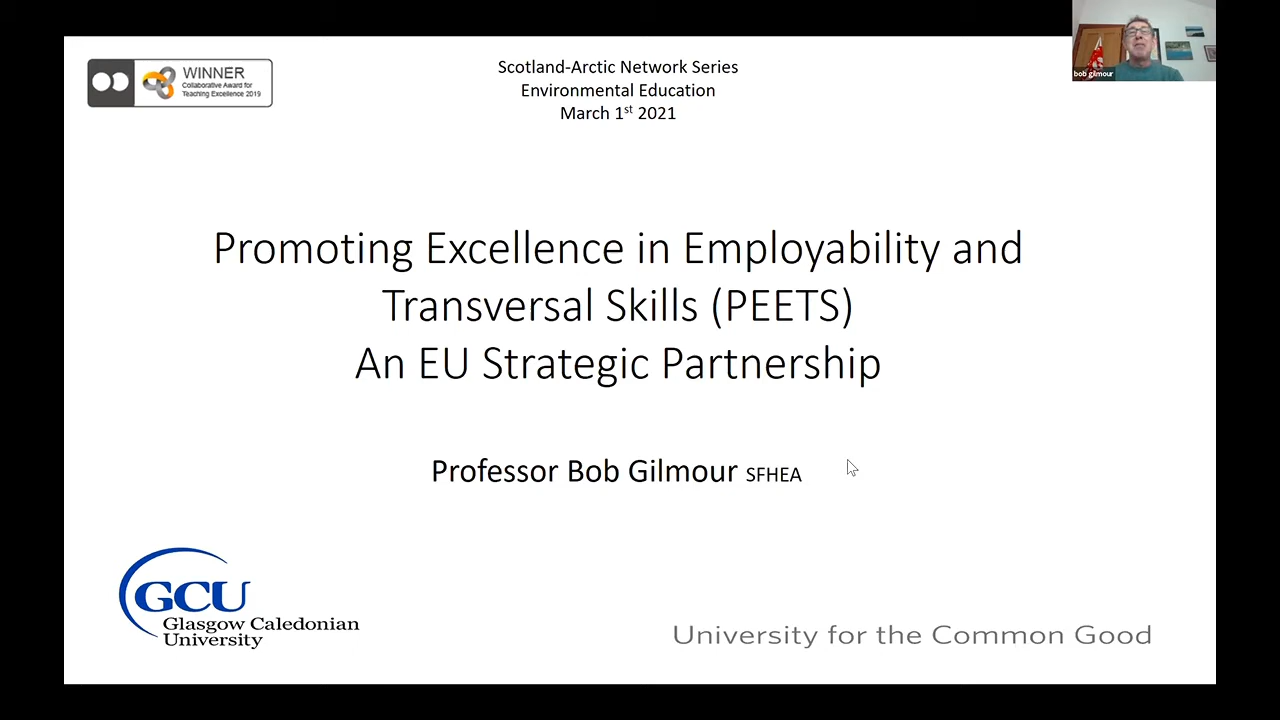 WINNER
Collaborative Award for
Teaching Excellence 2019
Scotland-Arctic Network Series
Environmental Education
March 1st 2021
bob gilmour
Promoting Excellence in Employability and
Transversal Skills (PEETS)
An EU Strategic Partnership
Professor Bob Gilmour SFHEA
GCU
Glasgow Caledonian
University
University for the Common Good